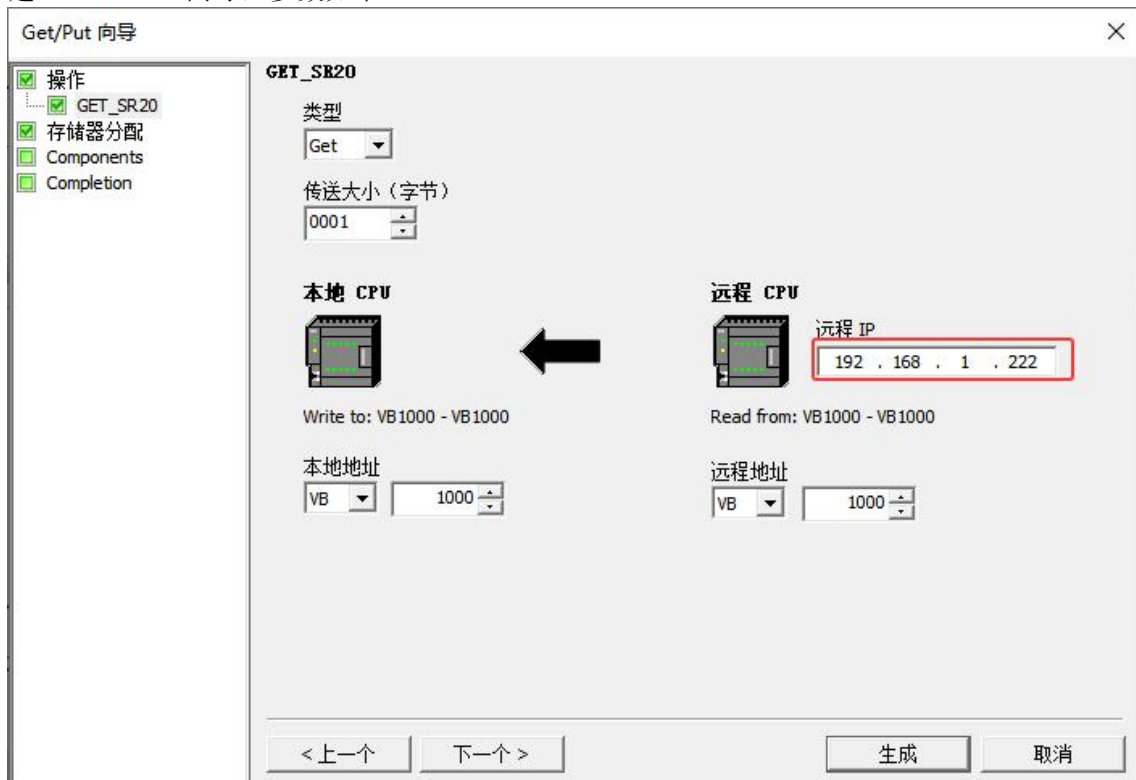 Get/Put 向导
操作
GET_SR20
存储器分配
Components
Completion
GET_SR20
类型
Get
传送大小（字节）
0001
本地 CPU
远程 CPU
远程 IP
192 . 168 . 1 . 222
Write to: VB1000 - VB1000
Read from: VB1000 - VB1000
本地地址
远程地址
VB 1000
VB 1000
<上一个
下一个>
生成
取消